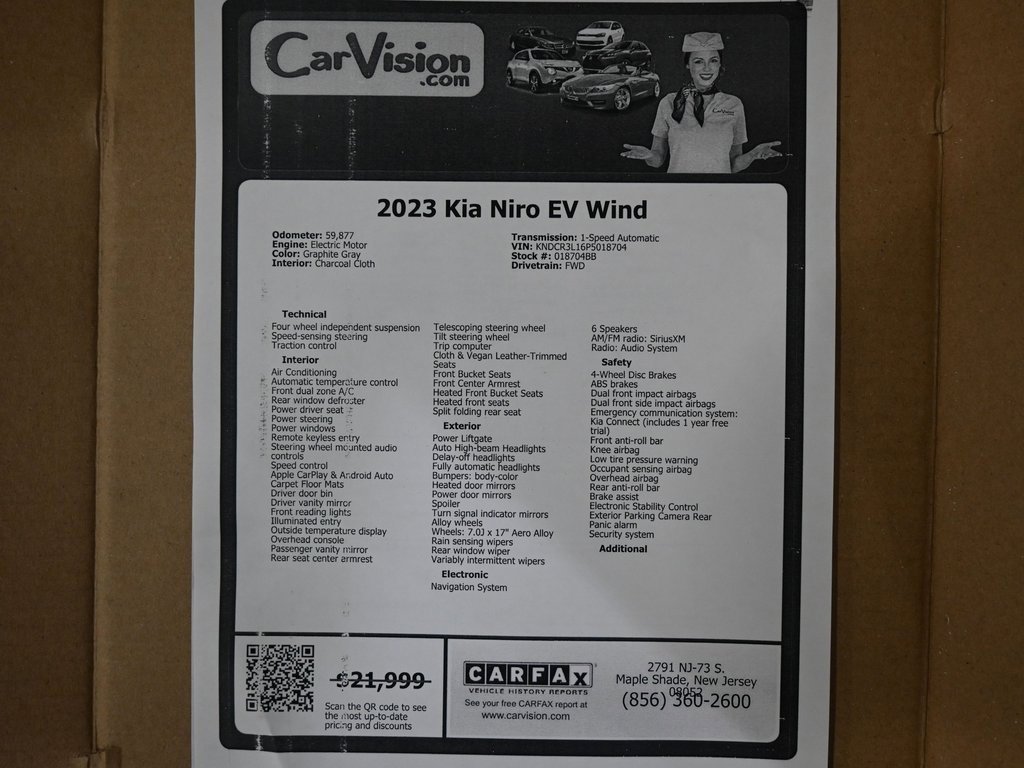 CarVision
.com
2023 Kia Niro EV Wind
Odometer: 59,877
Engine: Electric Motor
Color: Graphite Gray
Interior: Charcoal Cloth
Transmission: 1-Speed Automatic
VIN: KNDCR3L16P5018704
Stock #: 018704BB
Drivetrain: FWD
Technical
Four wheel independent suspension
Speed-sensing steering
Traction control
Interior
Air Conditioning
Automatic temperature control
Front dual zone A/C
Rear window defroster
Power driver seat
Power steering
Power windows
Remote keyless entry
Steering wheel mounted audio
controls
Speed control
Apple CarPlay & Android Auto
Carpet Floor Mats
Driver door bin
Driver vanity mirror
Front reading lights
Illuminated entry
Outside temperature display
Overhead console
Passenger vanity mirror
Rear seat center armrest
Telescoping steering wheel
Tilt steering wheel
Trip computer
Cloth & Vegan Leather-Trimmed
Seats
Front Bucket Seats
Front Center Armrest
Heated Front Bucket Seats
Heated front seats
Split folding rear seat
Exterior
Power Liftgate
Auto High-beam Headlights
Delay-off headlights
Fully automatic headlights
Bumpers: body-color
Heated door mirrors
Power door mirrors
Spoiler
Turn signal indicator mirrors
Alloy wheels
Wheels: 7.0J x 17" Aero Alloy
Rain sensing wipers
Rear window wiper
Variably intermittent wipers
Electronic
Navigation System
6 Speakers
AM/FM radio: SiriusXM
Radio: Audio System
Safety
4-Wheel Disc Brakes
ABS brakes
Dual front impact airbags
Dual front side impact airbags
Emergency communication system:
Kia Connect (includes 1 year free
trial)
Front anti-roll bar
Knee airbag
Low tire pressure warning
Occupant sensing airbag
Overhead airbag
Rear anti-roll bar
Brake assist
Electronic Stability Control
Exterior Parking Camera Rear
Panic alarm
Security system
Additional
$21,999
Scan the QR code to see
the most up-to-date
pricing and discounts
CARFAX
VEHICLE HISTORY REPORTS
See your free CARFAX report at
www.carvision.com
2791 NJ-73 S.
Maple Shade, New Jersey
08052
(856) 360-2600